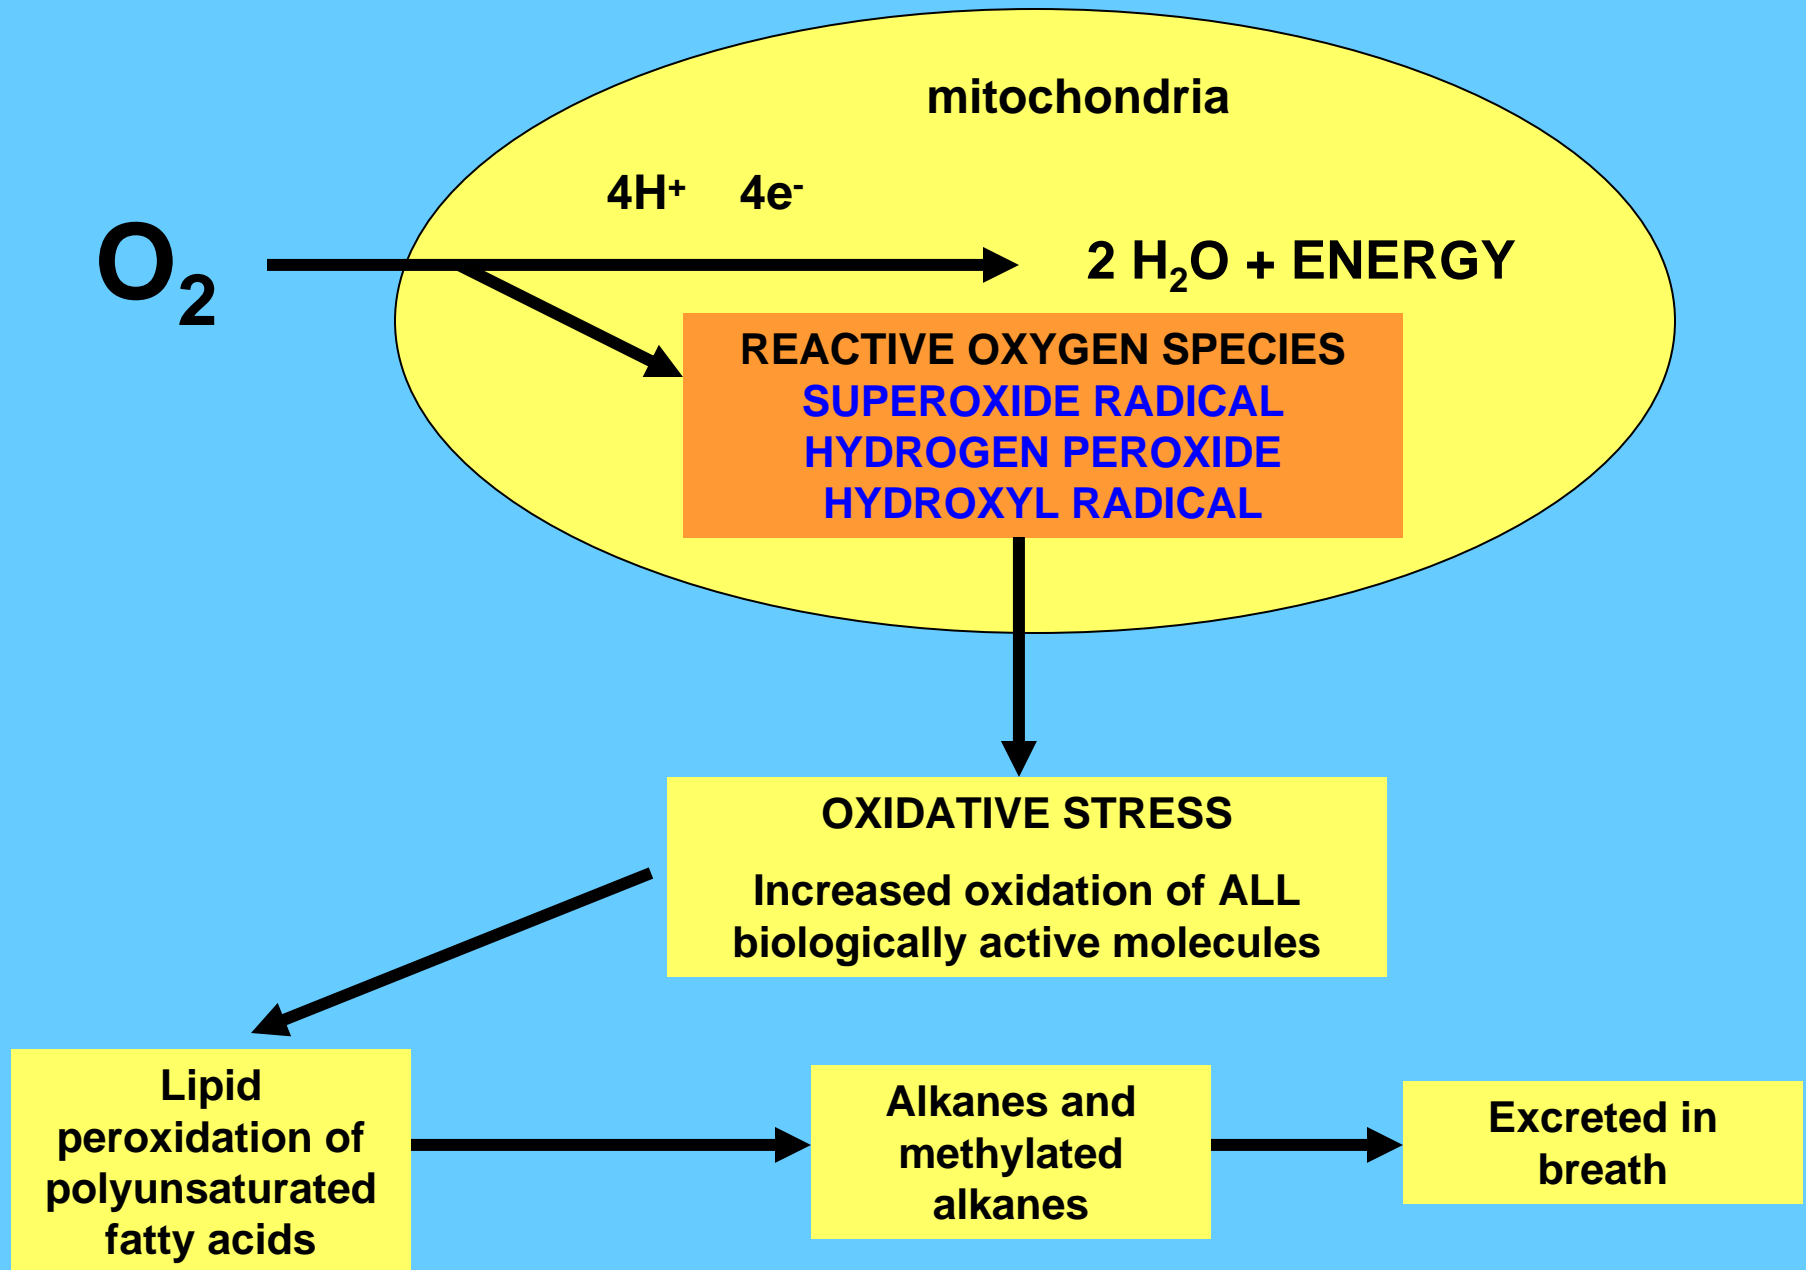 mitochondria
4H⁺ 4e⁻
O₂
2 H₂O + ENERGY
REACTIVE OXYGEN SPECIES
SUPEROXIDE RADICAL
HYDROGEN PEROXIDE
HYDROXYL RADICAL
OXIDATIVE STRESS
Increased oxidation of ALL
biologically active molecules
Lipid
peroxidation of
polyunsaturated
fatty acids
Alkanes and
methylated
alkanes
Excreted in
breath